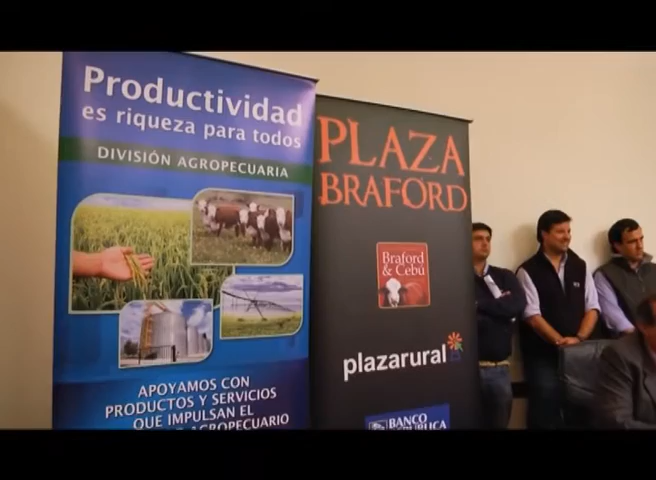 Productividad
es riqueza para todos
DIVISIÓN AGROPECUARIA
APOYAMOS CON
PRODUCTOS Y SERVICIOS
QUE IMPULSAN EL
AGROPECUARIO
PLAZA
BRAFORD
Braford
& Cebú
plazarural
BANCO